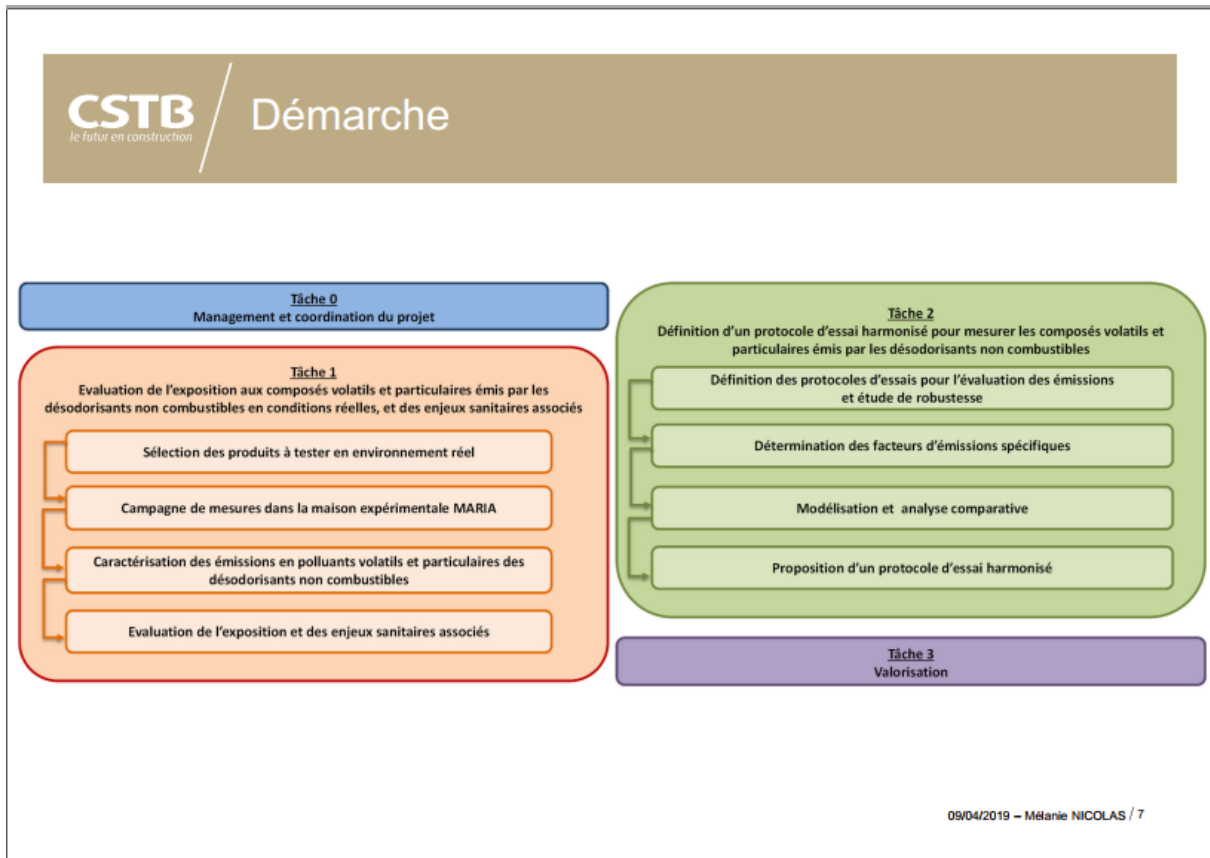 CSTB
le futur en construction
Démarche
Tâche 0
Management et coordination du projet
Tâche 1
Evaluation de l'exposition aux composés volatils et particulaires émis par les
désodorisants non combustibles en conditions réelles, et des enjeux sanitaires associés
Sélection des produits à tester en environnement réel
Campagne de mesures dans la maison expérimentale MARIA
Caractérisation des émissions en polluants volatils et particulaires des
désodorisants non combustibles
Evaluation de l'exposition et des enjeux sanitaires associés
Tâche 2
Définition d'un protocole d'essai harmonisé pour mesurer les composés volatils et
particulaires émis par les désodorisants non combustibles
Définition des protocoles d'essais pour l'évaluation des émissions
et étude de robustesse
Détermination des facteurs d'émissions spécifiques
Modélisation et analyse comparative
Proposition d'un protocole d'essai harmonisé
Tâche 3
Valorisation
09/04/2019 – Mélanie NICOLAS / 7